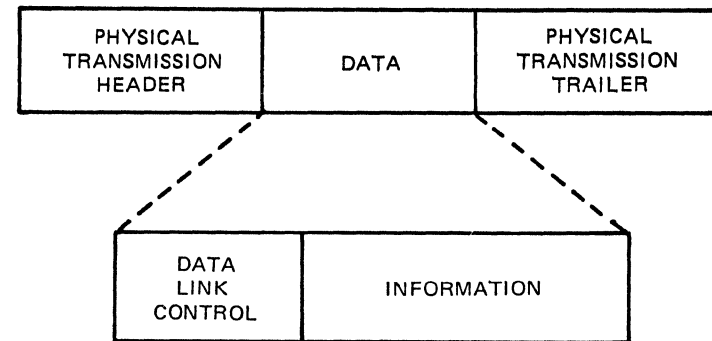 PHYSICAL
TRANSMISSION
HEADER
DATA
PHYSICAL
TRANSMISSION
TRAILER
DATA
LINK
CONTROL
INFORMATION